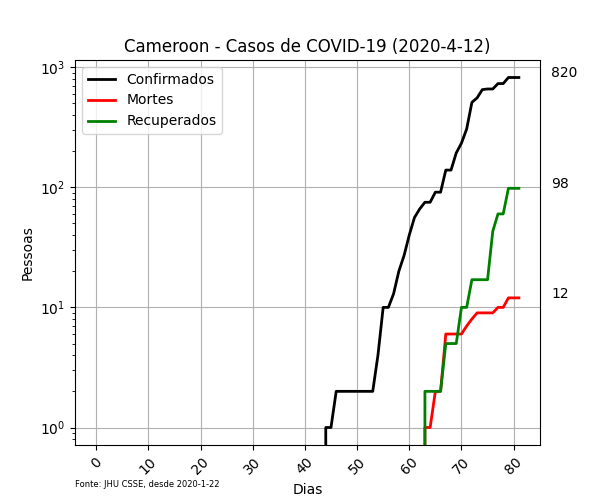 Cameroon - Casos de COVID-19 (2020-4-12)
10³
820
Confirmados
Mortes
Recuperados
10²
98
Pessoas
10¹
12
10⁰
0 10 20 30 40 50 60 70 80
Fonte: JHU CSSE, desde 2020-1-22
Dias